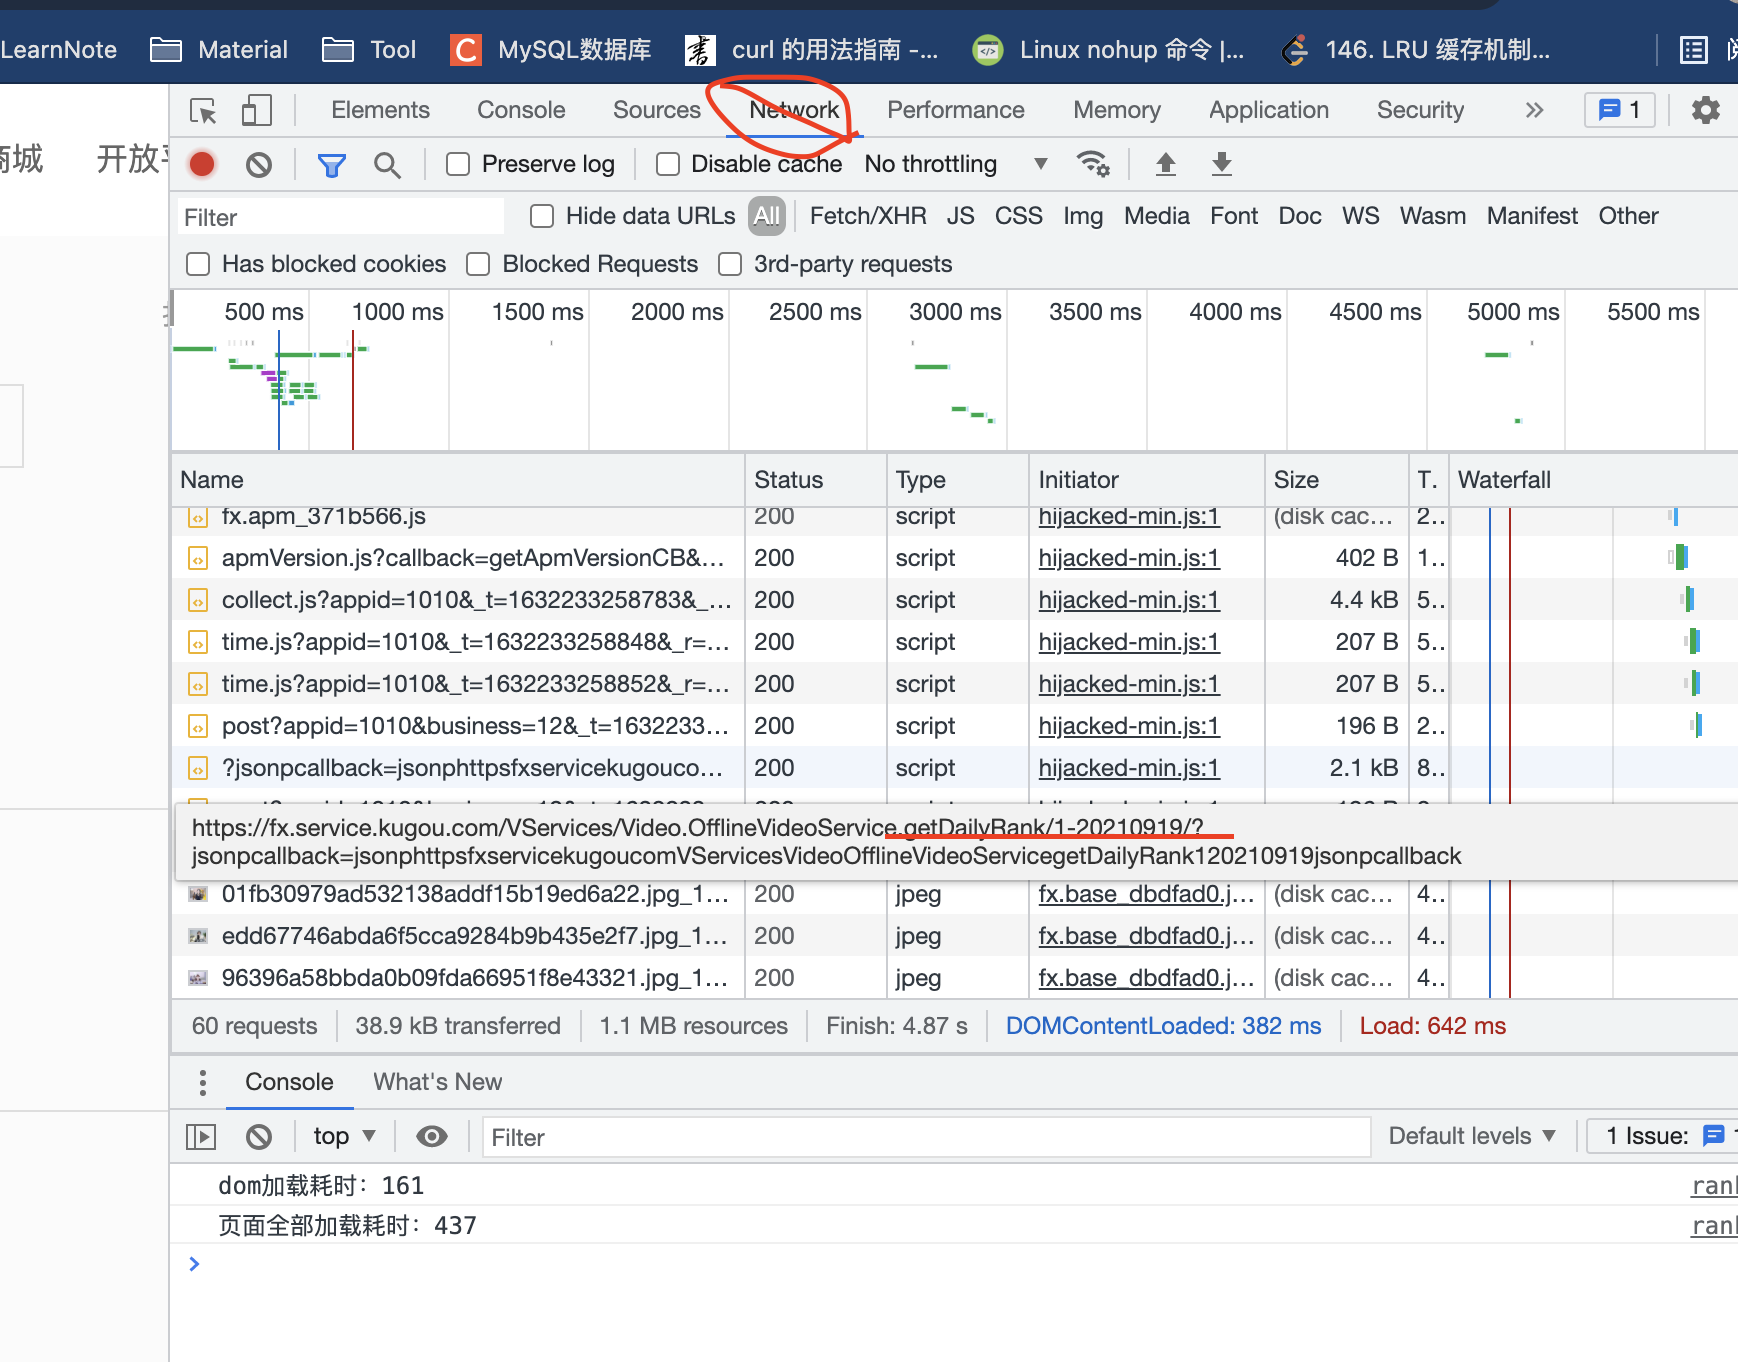 LearnNote Material Tool MySQL数据库 curl 的用法指南 -... Linux nohup 命令 |... 146. LRU 缓存机制...
商城 开放
Elements Console Sources Network Performance Memory Application Security » 1
Preserve log Disable cache No throttling
Filter Hide data URLs All Fetch/XHR JS CSS Img Media Font Doc WS Wasm Manifest Other
Has blocked cookies Blocked Requests 3rd-party requests
500 ms 1000 ms 1500 ms 2000 ms 2500 ms 3000 ms 3500 ms 4000 ms 4500 ms 5000 ms 5500 ms
Name Status Type Initiator Size T. Waterfall
fx.apm_371b566.js 200 script hijacked-min.js:1 (disk cac... 2..
apmVersion.js?callback=getApmVersionCB&... 200 script hijacked-min.js:1 402 B 1..
collect.js?appid=1010&_t=1632233258783&_... 200 script hijacked-min.js:1 4.4 kB 5..
time.js?appid=1010&_t=1632233258848&_r=... 200 script hijacked-min.js:1 207 B 5..
time.js?appid=1010&_t=1632233258852&_r=... 200 script hijacked-min.js:1 207 B 5..
post?appid=1010&business=12&_t=1632233... 200 script hijacked-min.js:1 196 B 2..
?jsonpcallback=jsonphttpsfxservicekugouco... 200 script hijacked-min.js:1 2.1 kB 8..
https://fx.service.kugou.com/VServices/Video.OfflineVideoService.getDailyRank/1-20210919/?
jsonpcallback=jsonphttpsfxservicekugoucomVServicesVideoOfflineVideoServicegetDailyRank120210919jsonpcallback
01fb30979ad532138addf15b19ed6a22.jpg_1... 200 jpeg fx.base_dbdfad0.j... (disk cac... 4..
edd67746abda6f5cca9284b9b435e2f7.jpg_1... 200 jpeg fx.base_dbdfad0.j... (disk cac... 4..
96396a58bbda0b09fda66951f8e43321.jpg_1... 200 jpeg fx.base_dbdfad0.j... (disk cac... 4..
60 requests 38.9 kB transferred 1.1 MB resources Finish: 4.87 s DOMContentLoaded: 382 ms Load: 642 ms
Console What's New
top Filter Default levels 1 Issue:
dom加载耗时：161 ran
页面全部加载耗时：437 ran